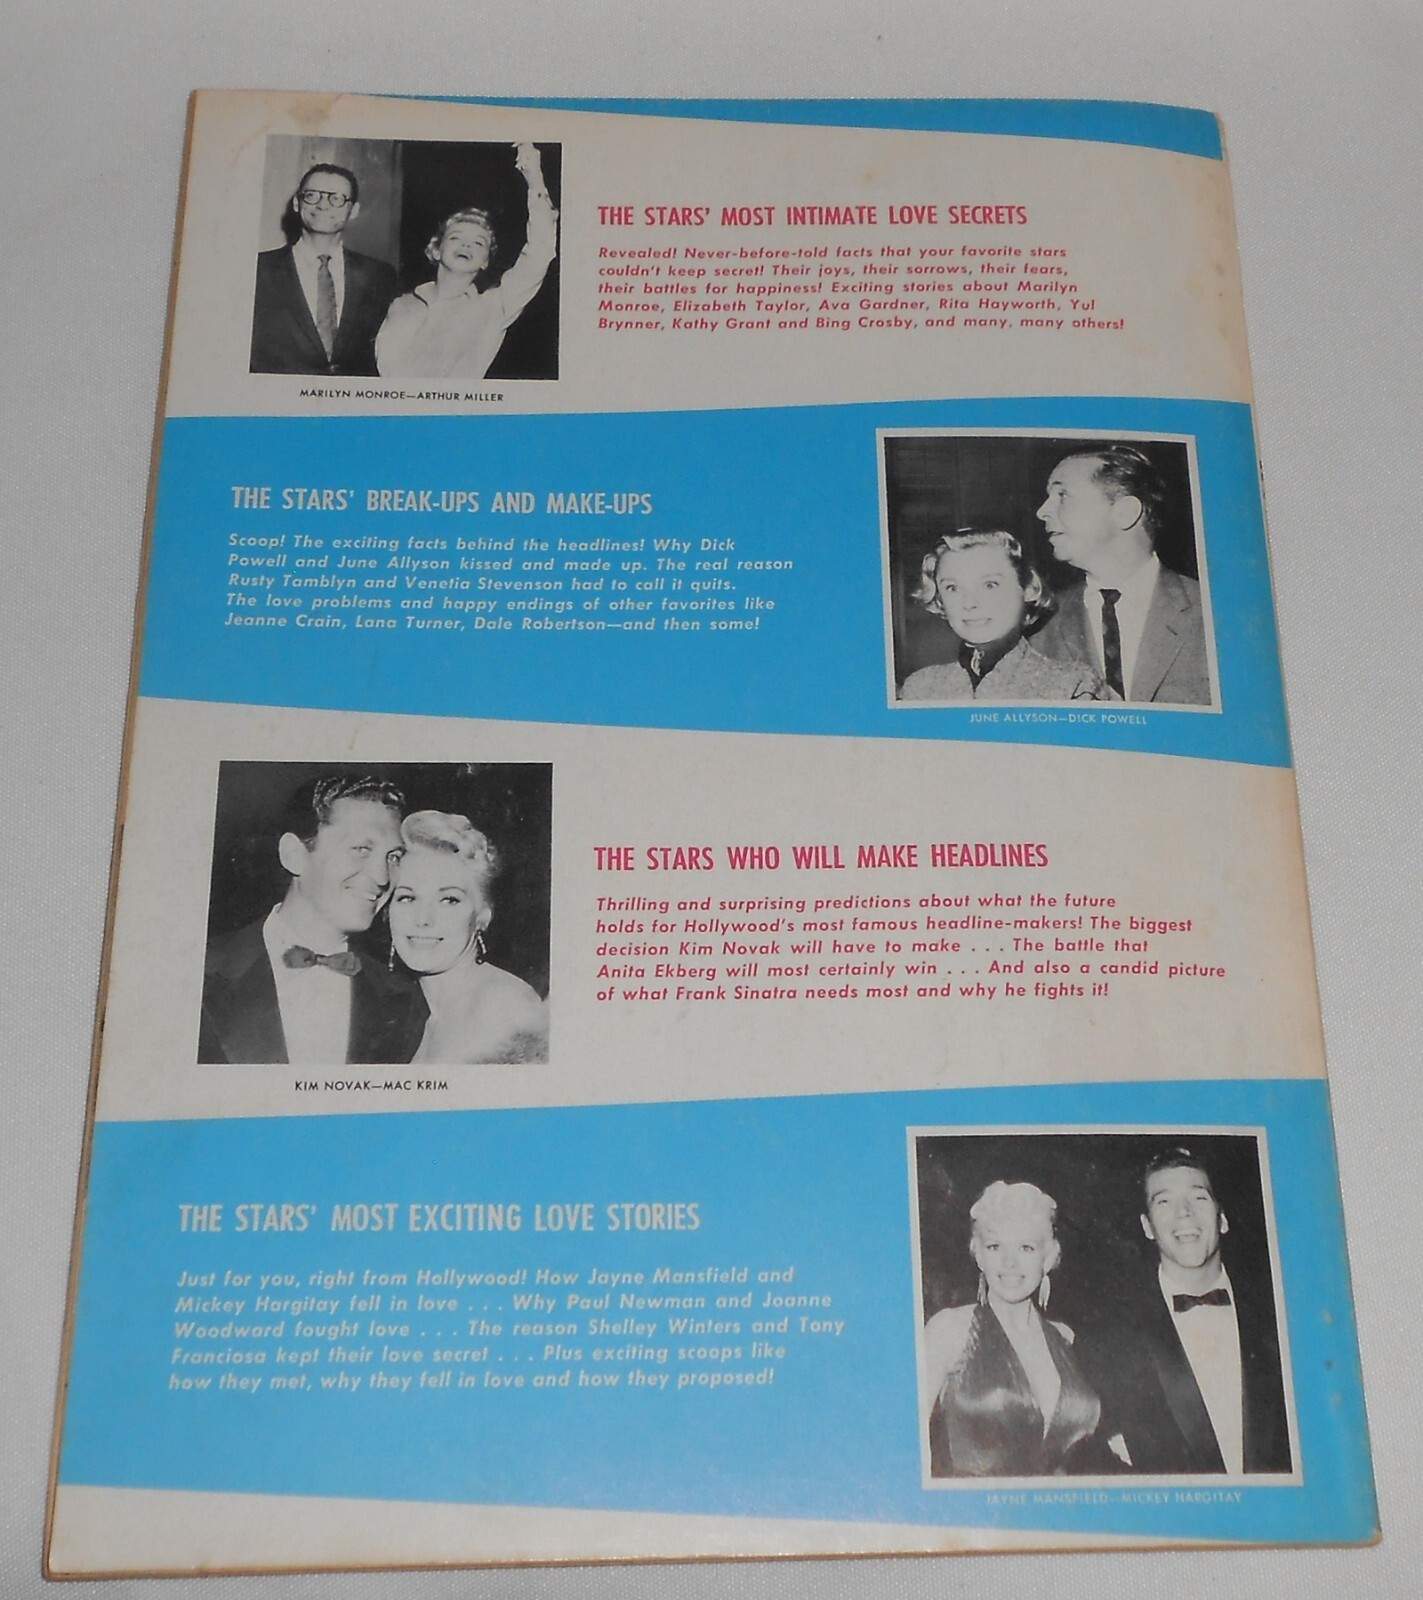 THE STARS' MOST INTIMATE LOVE SECRETS
Revealed! Never-before-told facts that your favorite stars
couldn't keep secret! Their joys, their sorrows, their fears,
their battles for happiness! Exciting stories about Marilyn
Monroe, Elizabeth Taylor, Ava Gardner, Rita Hayworth, Yul
Brynner, Kathy Grant and Bing Crosby, and many, many others!
MARILYN MONROE—ARTHUR MILLER
THE STARS' BREAK-UPS AND MAKE-UPS
Scoop! The exciting facts behind the headlines! Why Dick
Powell and June Allyson kissed and made up. The real reason
Rusty Tamblyn and Venetia Stevenson had to call it quits.
The love problems and happy endings of other favorites like
Jeanne Crain, Lana Turner, Dale Robertson—and then some!
JUNE ALLYSON—DICK POWELL
THE STARS WHO WILL MAKE HEADLINES
Thrilling and surprising predictions about what the future
holds for Hollywood's most famous headline-makers! The biggest
decision Kim Novak will have to make . . . The battle that
Anita Ekberg will most certainly win . . . And also a candid picture
of what Frank Sinatra needs most and why he fights it!
KIM NOVAK—MAC KRIM
THE STARS' MOST EXCITING LOVE STORIES
Just for you, right from Hollywood! How Jayne Mansfield and
Mickey Hargitay fell in love . . . Why Paul Newman and Joanne
Woodward fought love . . . The reason Shelley Winters and Tony
Franciosa kept their love secret . . . Plus exciting scoops like
how they met, why they fell in love and how they proposed!
JAYNE MANSFIELD—MICKEY HARGITAY